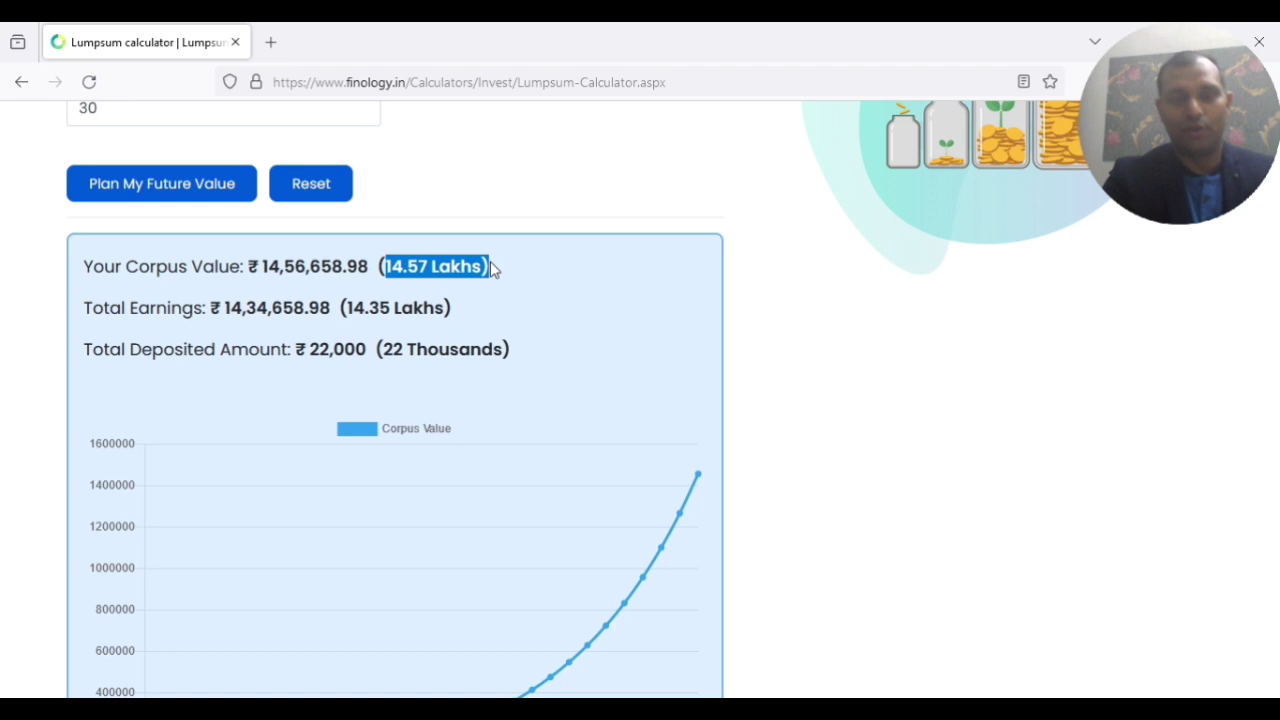 Lumpsum calculator | Lumpsur
https://www.finology.in/Calculators/Invest/Lumpsum-Calculator.aspx
30
Plan My Future Value
Reset
Your Corpus Value: ₹ 14,56,658.98 (14.57 Lakhs)
Total Earnings: ₹ 14,34,658.98 (14.35 Lakhs)
Total Deposited Amount: ₹ 22,000 (22 Thousands)
Corpus Value
1600000
1400000
1200000
1000000
800000
600000
400000